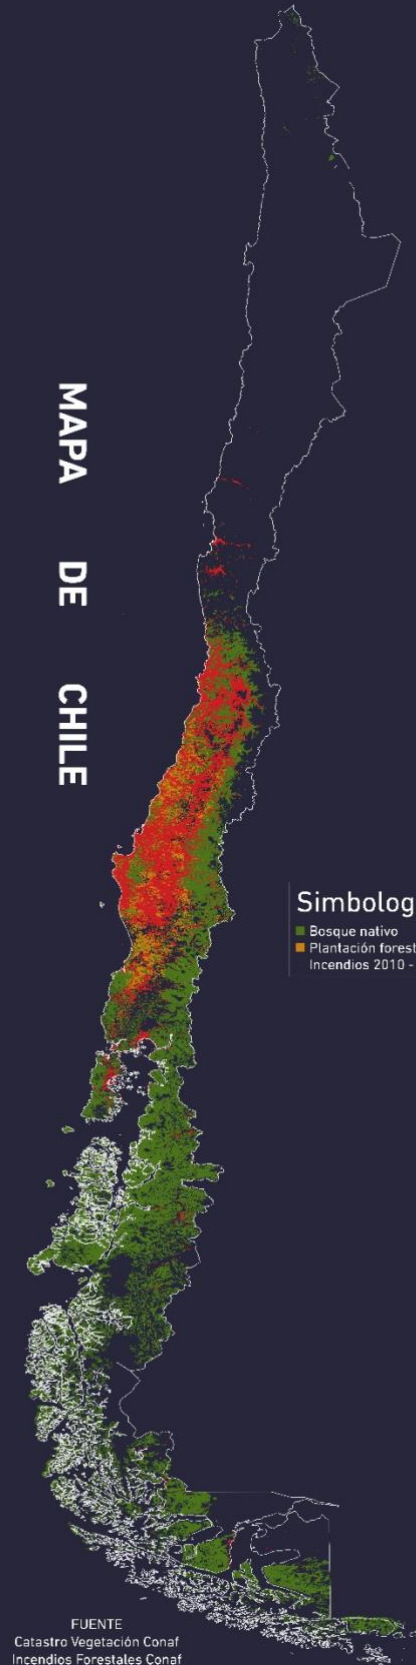 MAPA DE CHILE
Simbolog
Bosque nativo
Plantación forest
Incendios 2010 -
FUENTE
Catastro Vegetación Conaf
Incendios Forestales Conaf